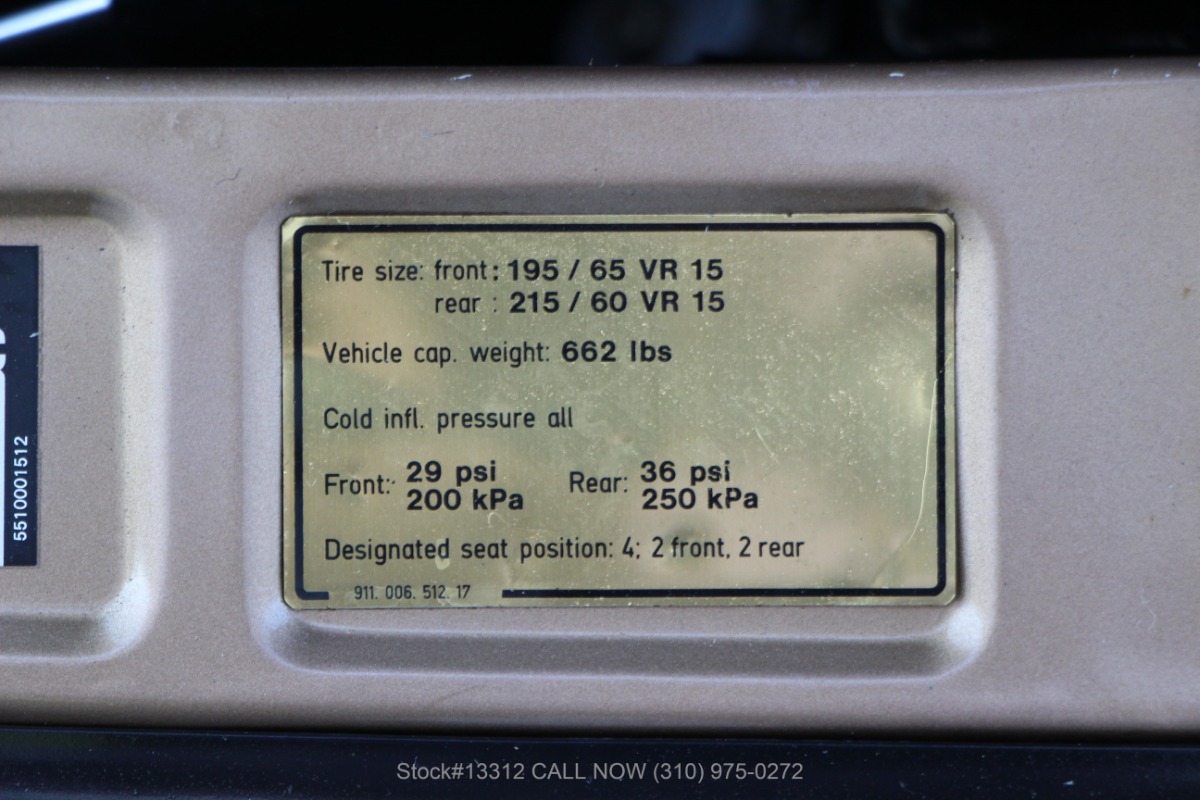 Tire size: front: 195 / 65 VR 15
rear : 215 / 60 VR 15
Vehicle cap. weight: 662 lbs
Cold infl. pressure all
Front: 29 psi Rear: 36 psi
200 kPa 250 kPa
Designated seat position: 4; 2 front, 2 rear
911. 006. 512. 17
5510001512
Stock#13312 CALL NOW (310) 975-0272